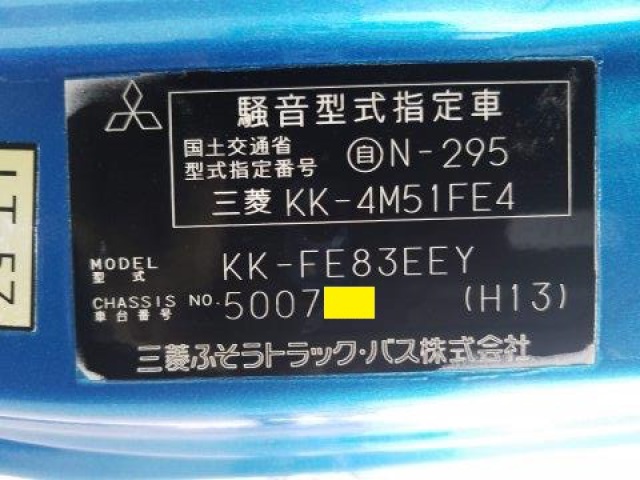 騒音型式指定車
国土交通省
型式指定番号 自N-295
三菱 KK-4M51FE4
MODEL
型式 KK-FE83EEY
CHASSIS NO.
車台番号 5007 (H13)
三菱ふそうトラック・バス株式会社